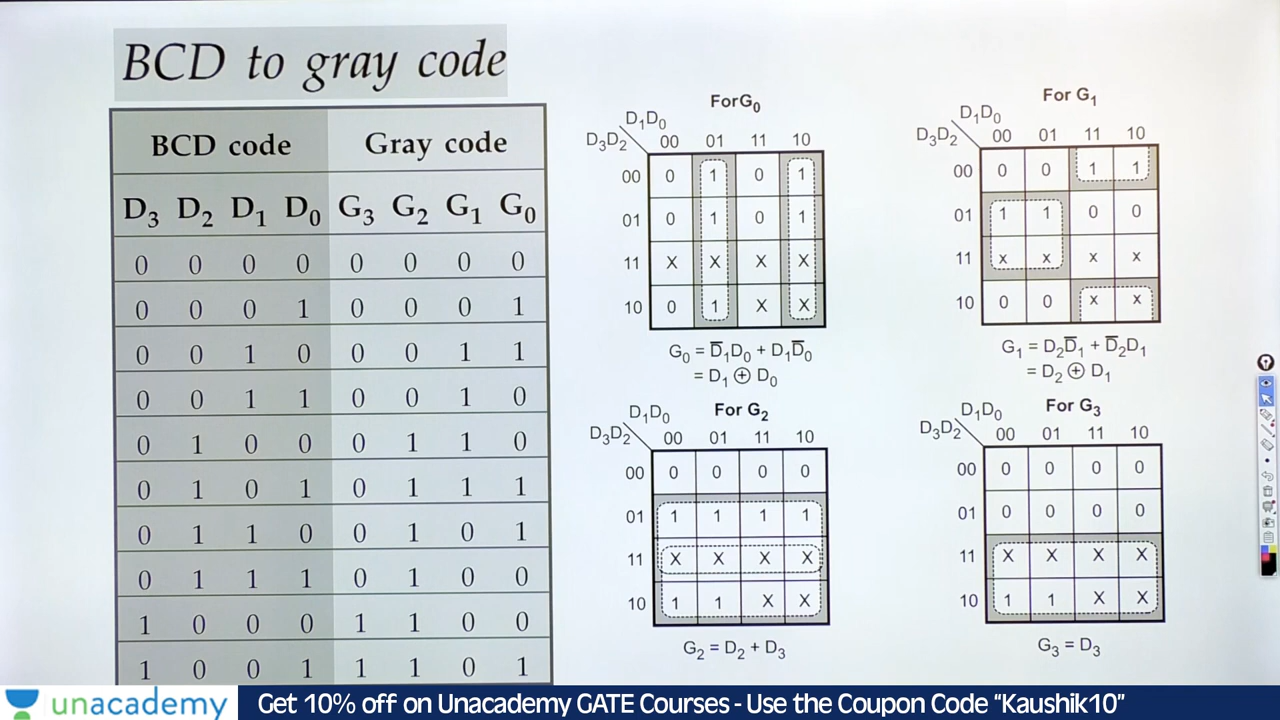 BCD to gray code
BCD code Gray code
D₃ D₂ D₁ D₀ G₃ G₂ G₁ G₀
0 0 0 0 0 0 0 0
0 0 0 1 0 0 0 1
0 0 1 0 0 0 1 1
0 0 1 1 0 0 1 0
0 1 0 0 0 1 1 0
0 1 0 1 0 1 1 1
0 1 1 0 0 1 0 1
0 1 1 1 0 1 0 0
1 0 0 0 1 1 0 0
1 0 0 1 1 1 0 1
ForG₀
D₁D₀
D₃D₂ 00 01 11 10
00 0 1 0 1
01 0 1 0 1
11 X X X X
10 0 1 X X
G₀ = D̅₁D₀ + D₁D̅₀
= D₁ ⊕ D₀
For G₁
D₁D₀
D₃D₂ 00 01 11 10
00 0 0 1 1
01 1 1 0 0
11 x x x x
10 0 0 x x
G₁ = D₂D̅₁ + D̅₂D₁
= D₂ ⊕ D₁
For G₂
D₁D₀
D₃D₂ 00 01 11 10
00 0 0 0 0
01 1 1 1 1
11 X X X X
10 1 1 X X
G₂ = D₂ + D₃
For G₃
D₁D₀
D₃D₂ 00 01 11 10
00 0 0 0 0
01 0 0 0 0
11 X X X X
10 1 1 X X
G₃ = D₃
unacademy
Get 10% off on Unacademy GATE Courses - Use the Coupon Code “Kaushik10”